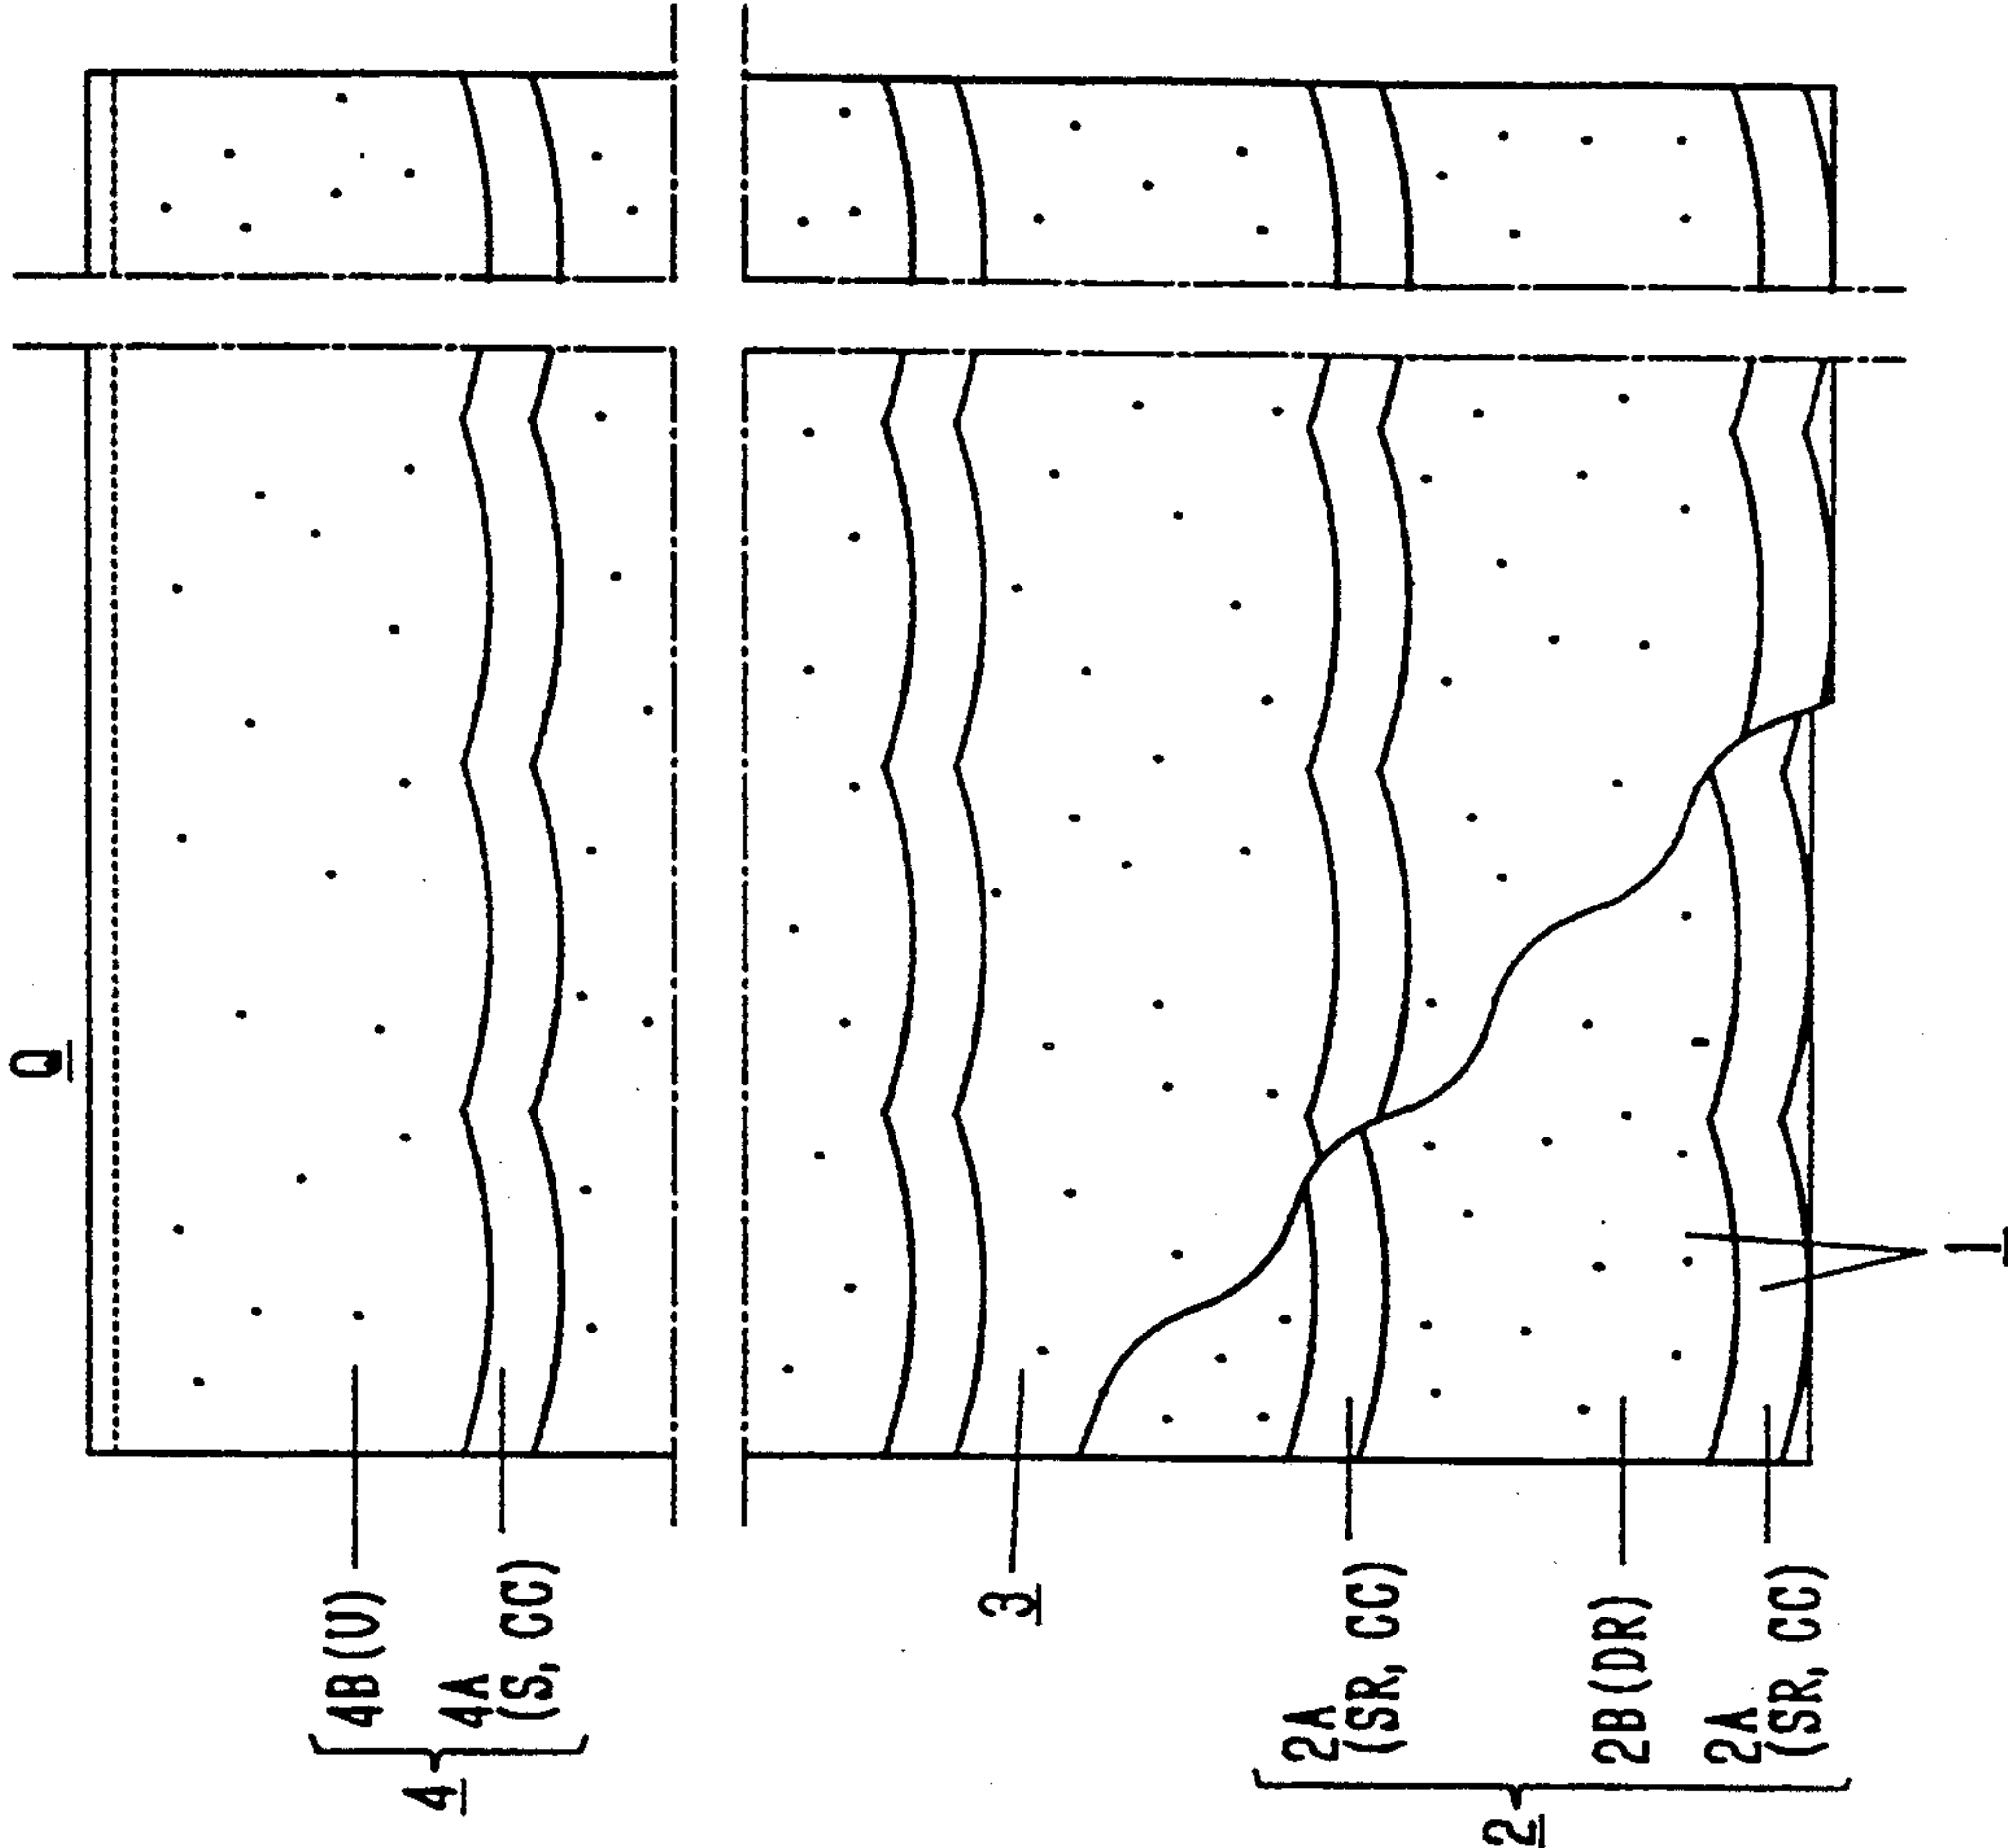 Q
4
4B(U)
4A
(S, CC)
3
2
2A
(SR, CC)
2B(DR)
2A
(SR, CC)
1